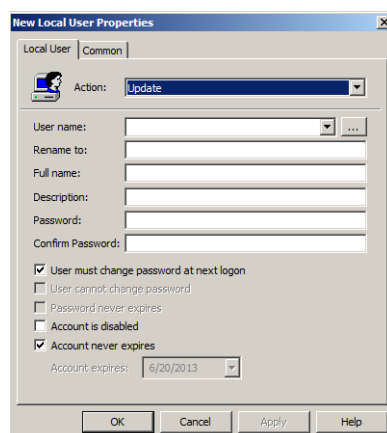 New Local User Properties
Local User Common
Action: Update
User name: ...
Rename to:
Full name:
Description:
Password:
Confirm Password:
User must change password at next logon
User cannot change password
Password never expires
Account is disabled
Account never expires
Account expires: 6/20/2013
OK Cancel Apply Help